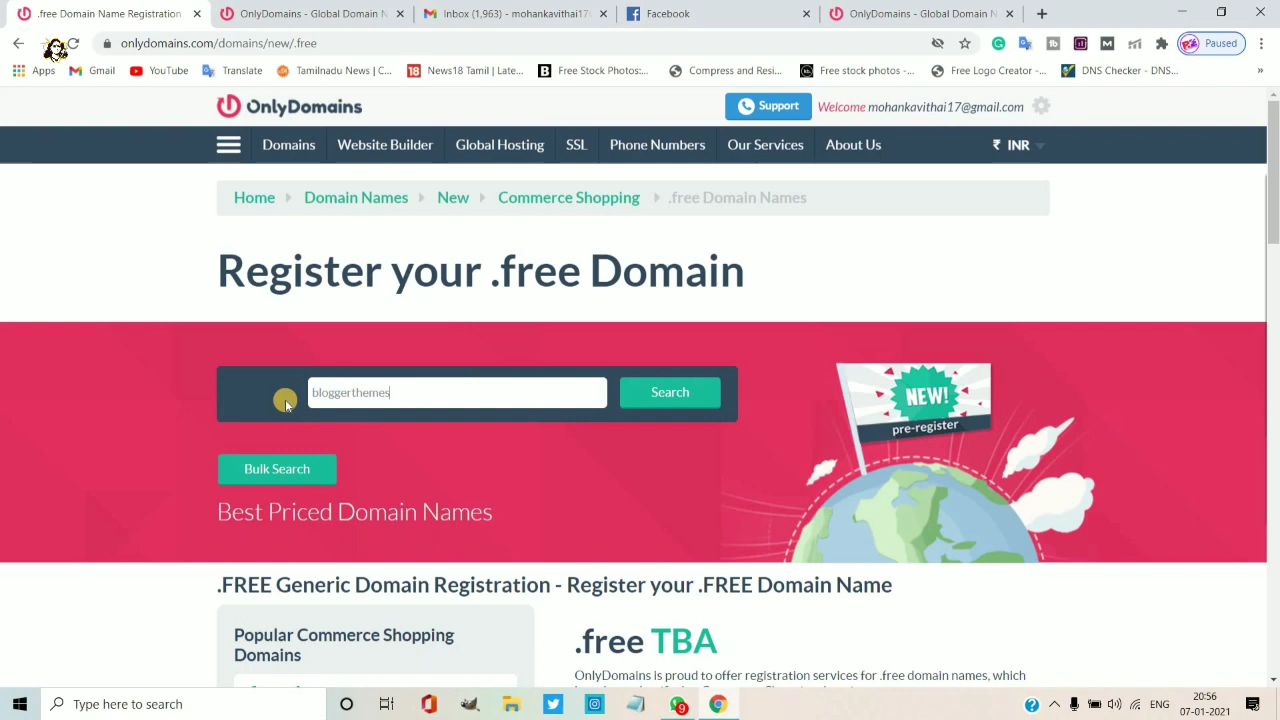 .free Domain Name Registration
OnlyDomains - Global Domain N
Inbox (1,963) - mohankavithai17
Facebook
OnlyDomains - Global Domain N
onlydomains.com/domains/new/.free
Paused
Apps
Gmail
YouTube
Translate
Tamilnadu News C...
News18 Tamil | Late...
Free Stock Photos:...
Compress and Resi...
Free stock photos -...
Free Logo Creator -...
DNS Checker - DNS...
OnlyDomains
Support
Welcome mohankavithai17@gmail.com
Domains
Website Builder
Global Hosting
SSL
Phone Numbers
Our Services
About Us
₹ INR
Home
Domain Names
New
Commerce Shopping
.free Domain Names
Register your .free Domain
bloggerthemes
Search
NEW!
pre-register
Bulk Search
Best Priced Domain Names
.FREE Generic Domain Registration - Register your .FREE Domain Name
Popular Commerce Shopping
Domains
.free TBA
OnlyDomains is proud to offer registration services for .free domain names, which
Type here to search
9
20:56
07-01-2021